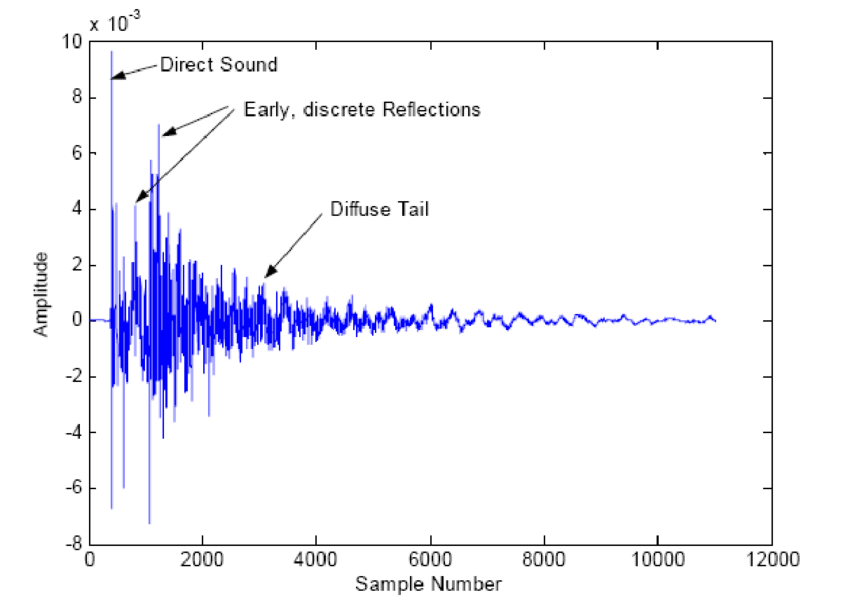 x 10-3
10
Direct Sound
8
Early, discrete Reflections
6
4
Diffuse Tail
2
Amplitude
0
-2
-4
-6
-8
0 2000 4000 6000 8000 10000 12000
Sample Number